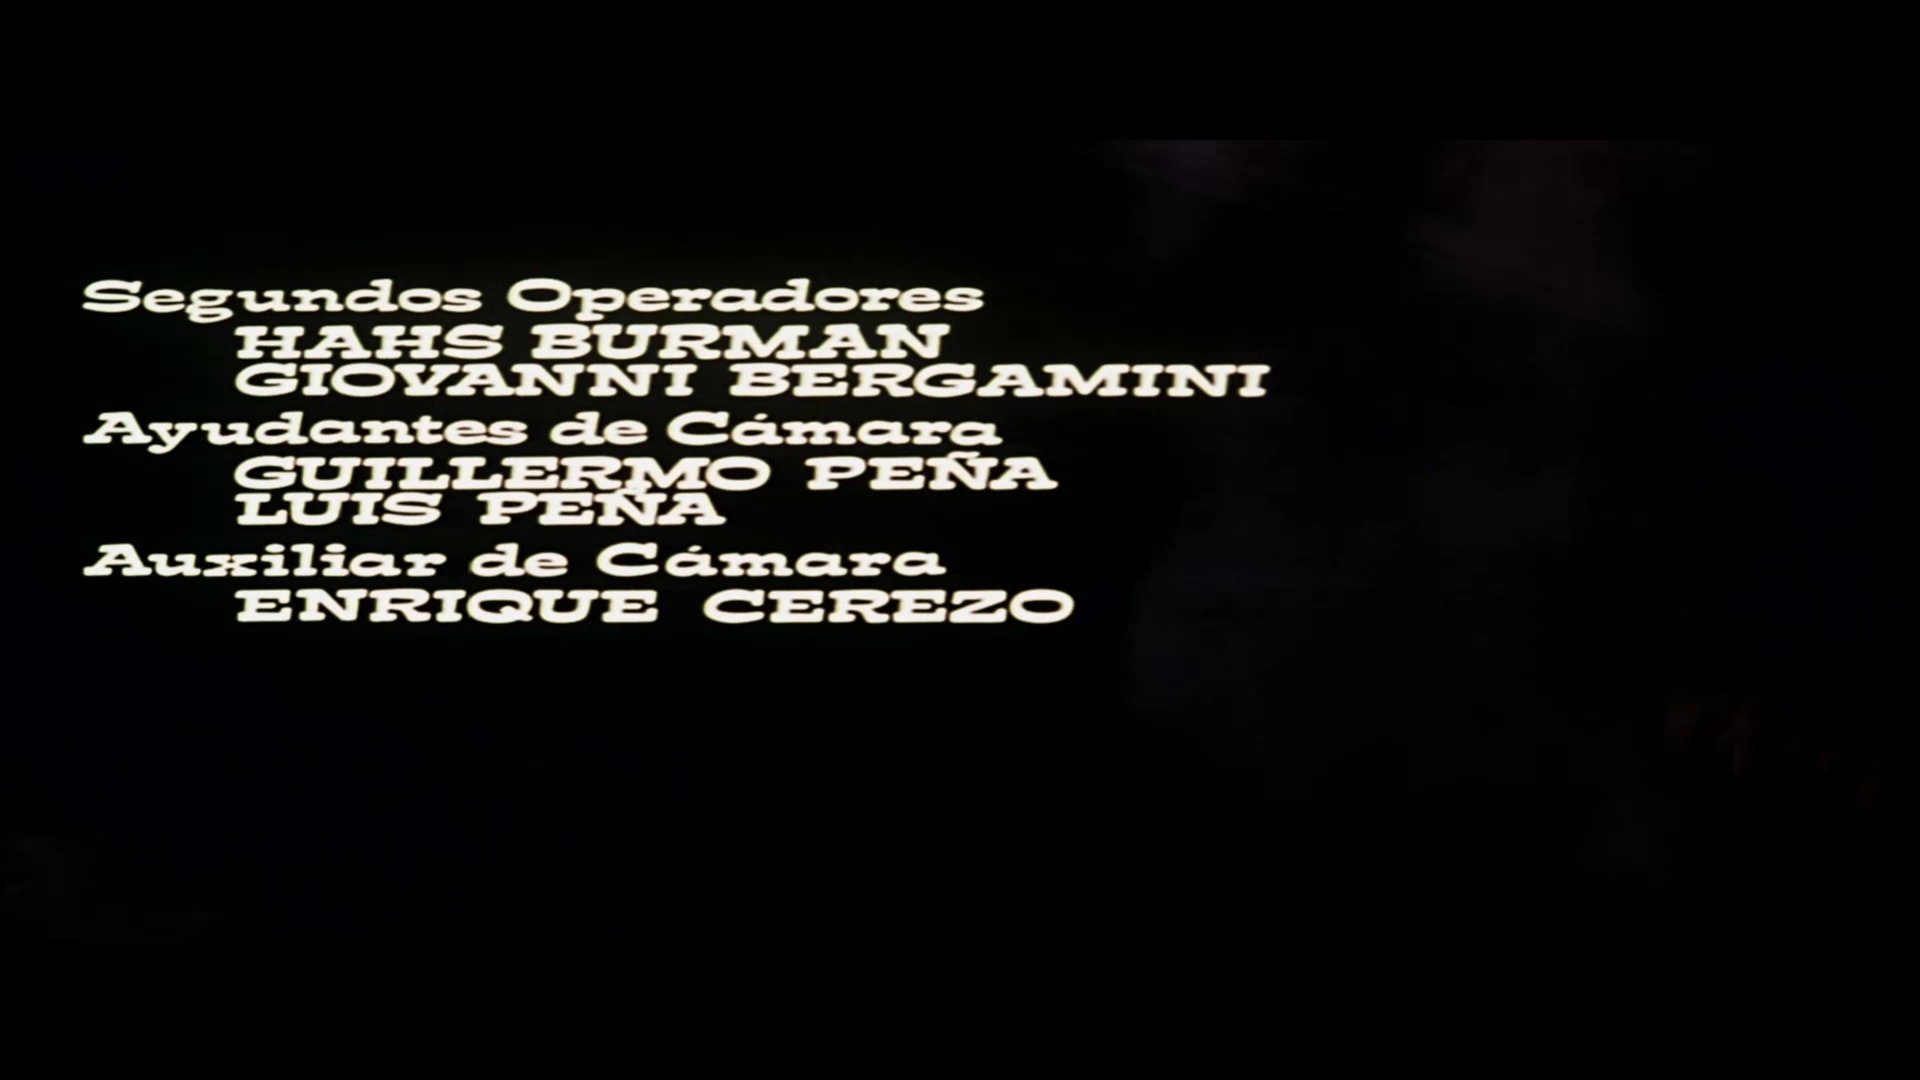 Segundos Operadores
HAHS BURMAN
GIOVANNI BERGAMINI
Ayudantes de Cámara
GUILLERMO PEÑA
LUIS PEÑA
Auxiliar de Cámara
ENRIQUE CEREZO